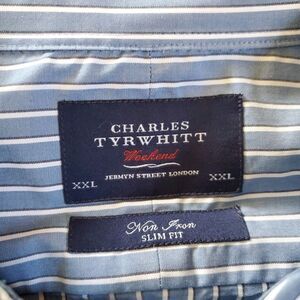 CHARLES
TYRWHITT
Weekend
JERMYN STREET LONDON
XXL XXL
Non Iron
SLIM FIT